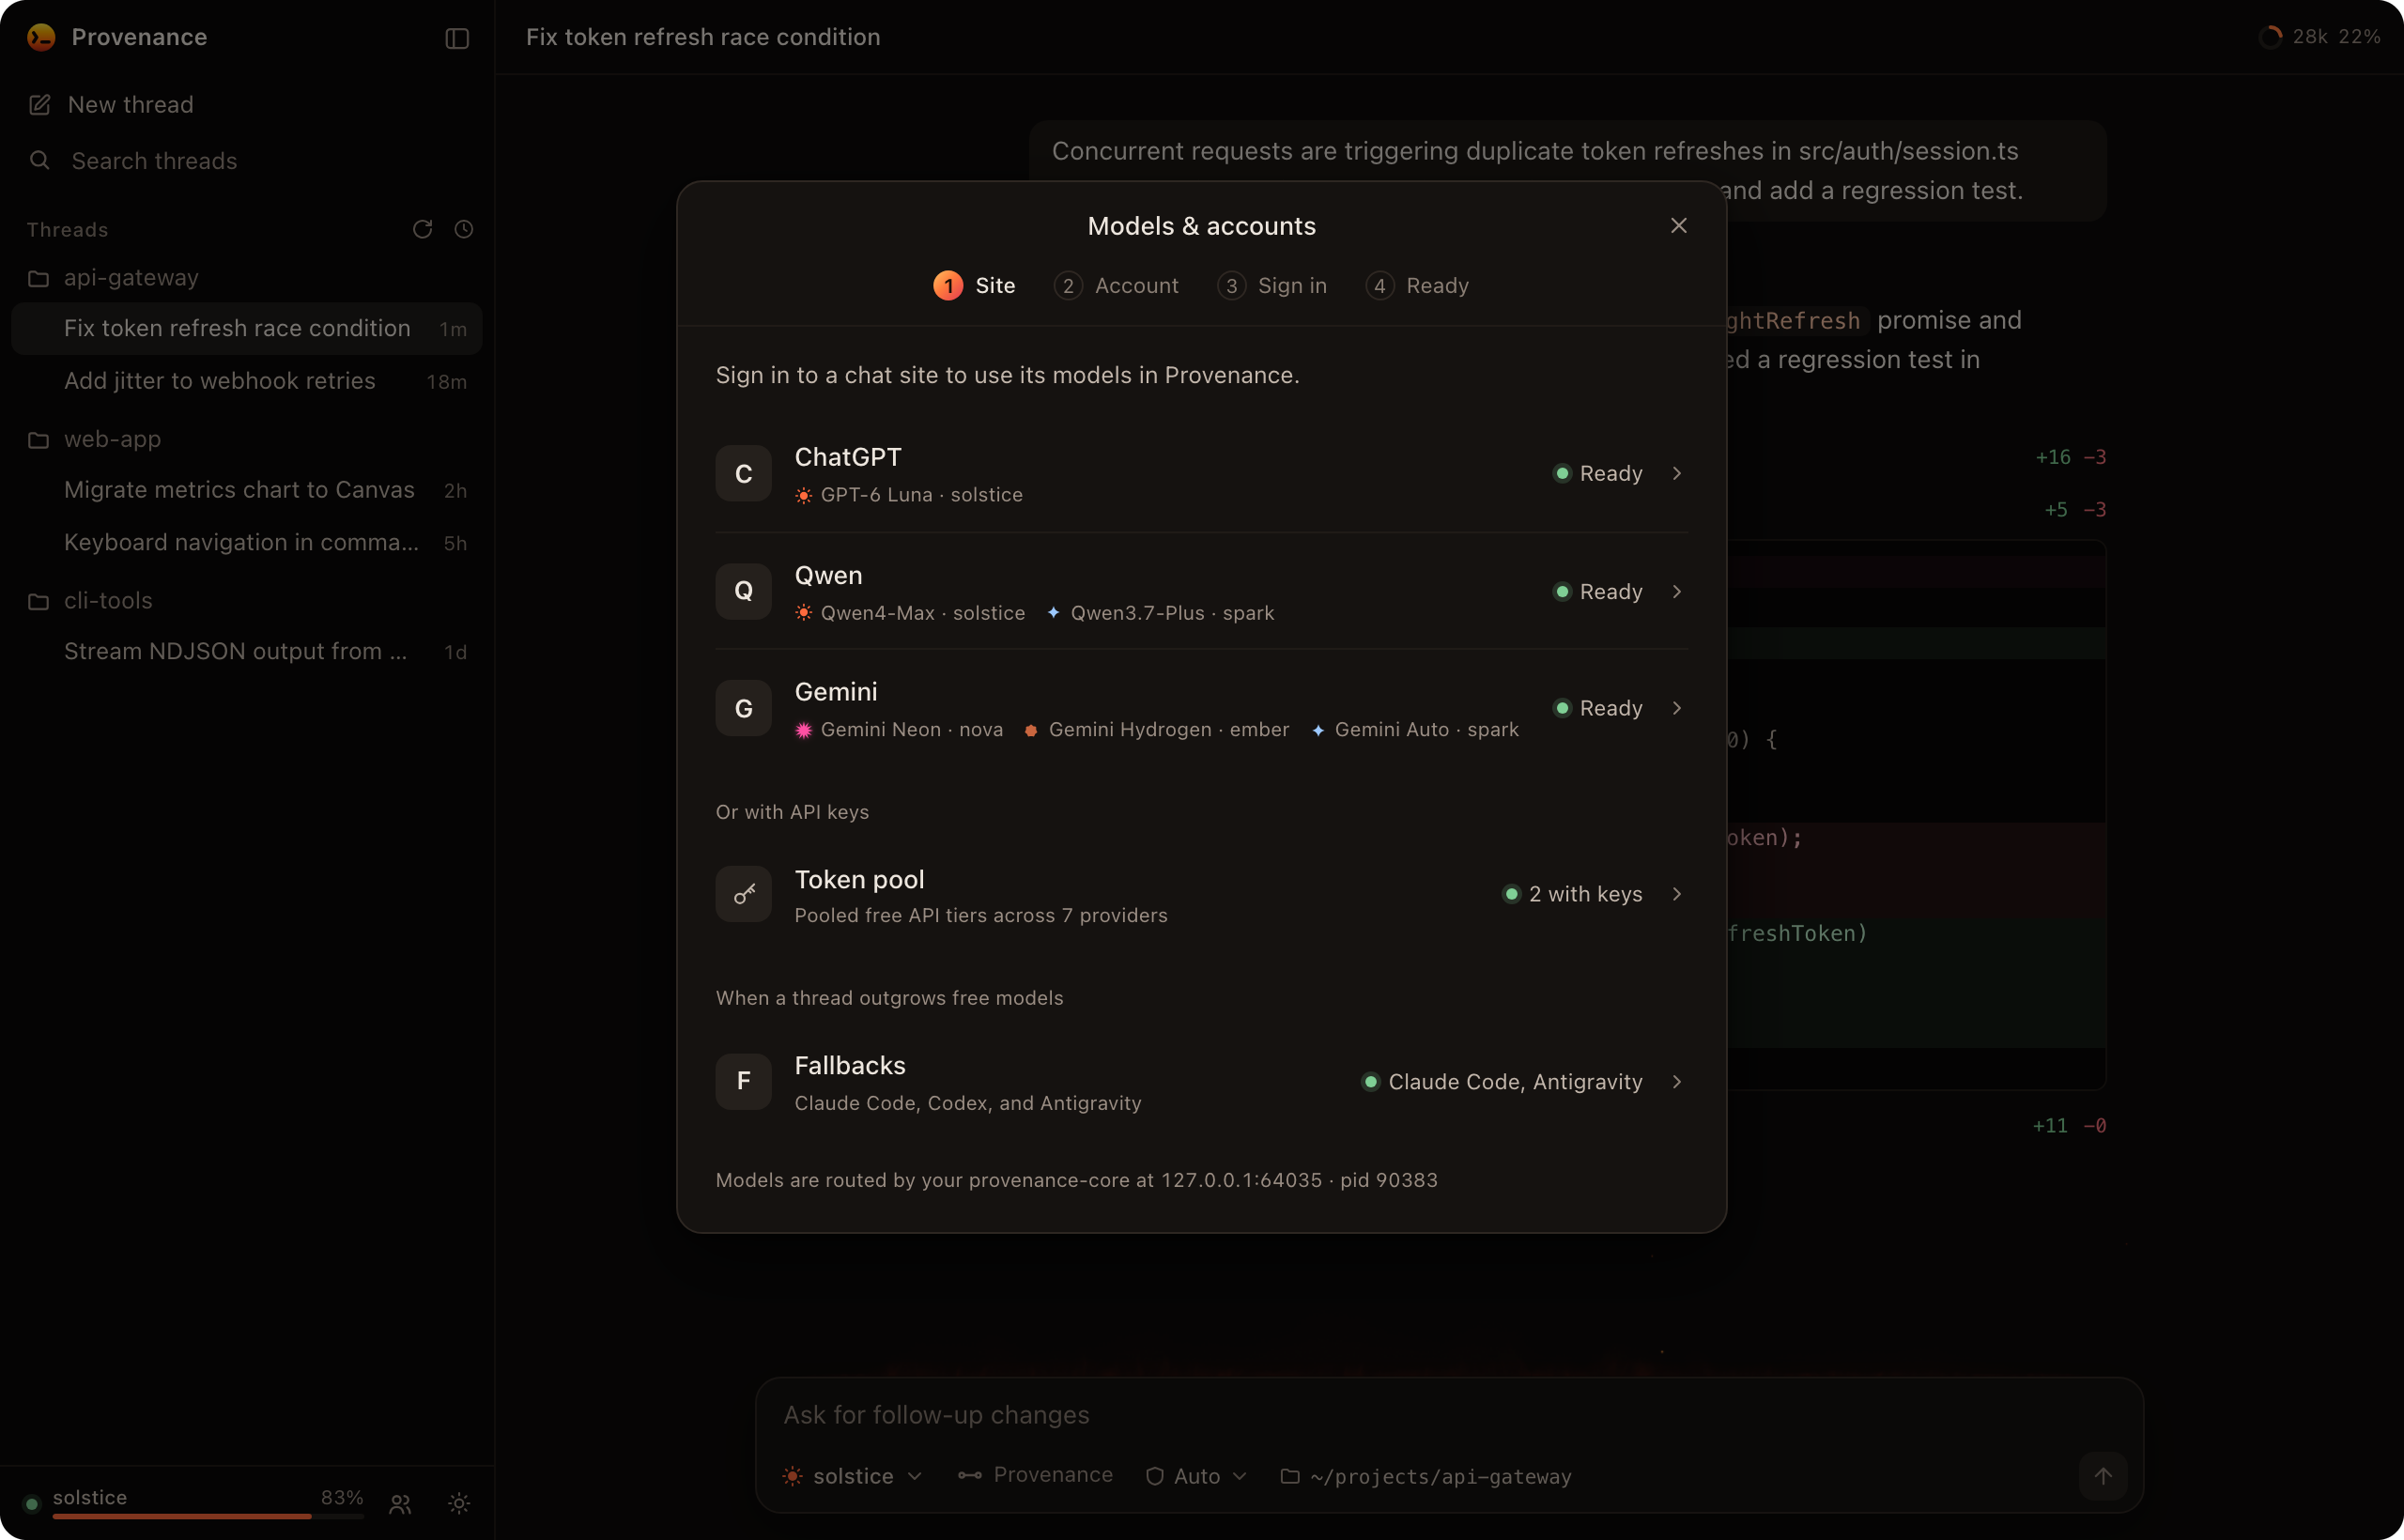 Provenance
New thread
Search threads
Threads
api-gateway
Fix token refresh race condition 1m
Add jitter to webhook retries 18m
web-app
Migrate metrics chart to Canvas 2h
Keyboard navigation in comma... 5h
cli-tools
Stream NDJSON output from ... 1d
solstice 83%
Fix token refresh race condition
28k 22%
Concurrent requests are triggering duplicate token refreshes in src/auth/session.ts
and add a regression test.
ghtRefresh promise and
ed a regression test in
+16 −3
+5 −3
0) {
oken);
freshToken)
+11 −0
Models & accounts
1 Site 2 Account 3 Sign in 4 Ready
Sign in to a chat site to use its models in Provenance.
C ChatGPT Ready
GPT-6 Luna · solstice
Q Qwen Ready
Qwen4-Max · solstice Qwen3.7-Plus · spark
G Gemini Ready
Gemini Neon · nova Gemini Hydrogen · ember Gemini Auto · spark
Or with API keys
Token pool 2 with keys
Pooled free API tiers across 7 providers
When a thread outgrows free models
F Fallbacks Claude Code, Antigravity
Claude Code, Codex, and Antigravity
Models are routed by your provenance-core at 127.0.0.1:64035 · pid 90383
Ask for follow-up changes
solstice Provenance Auto ~/projects/api-gateway